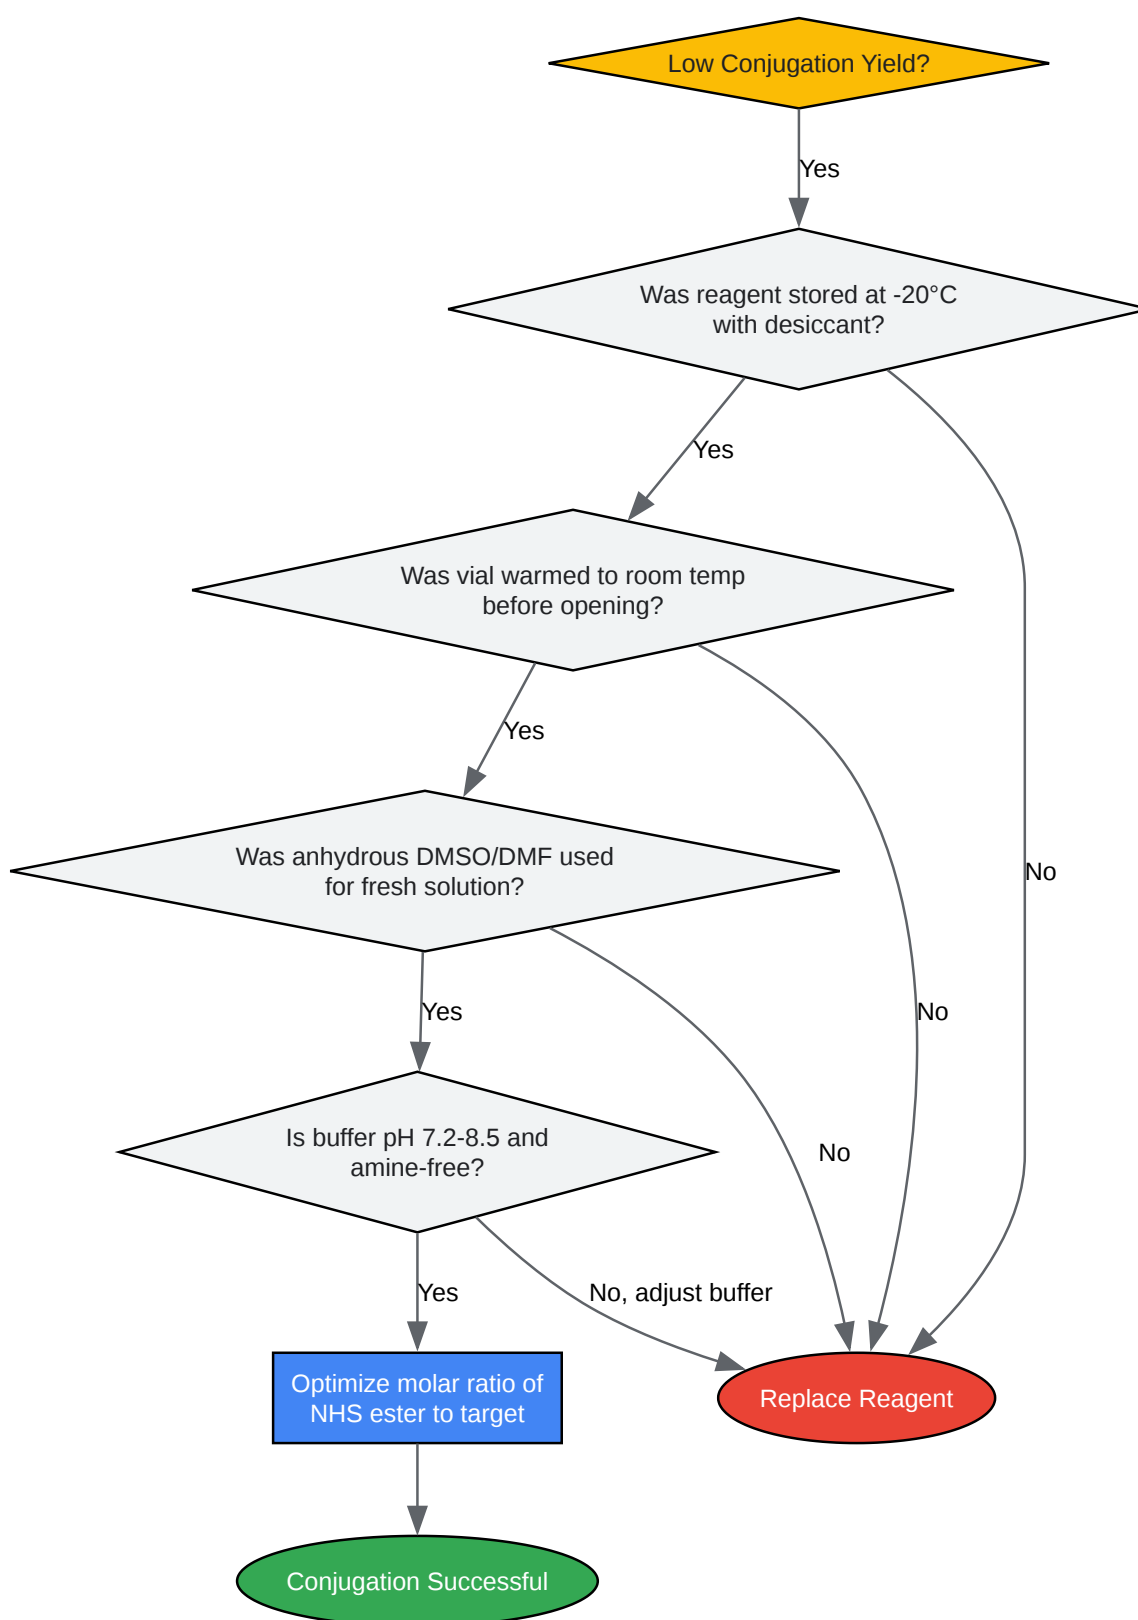 Low Conjugation Yield?
Yes
Was reagent stored at -20°C
with desiccant?
Yes
Was vial warmed to room temp
before opening?
Yes
Was anhydrous DMSO/DMF used
for fresh solution?
No
Yes
No
Is buffer pH 7.2-8.5 and
amine-free?
No
Yes
No, adjust buffer
Optimize molar ratio of
NHS ester to target
Replace Reagent
Conjugation Successful